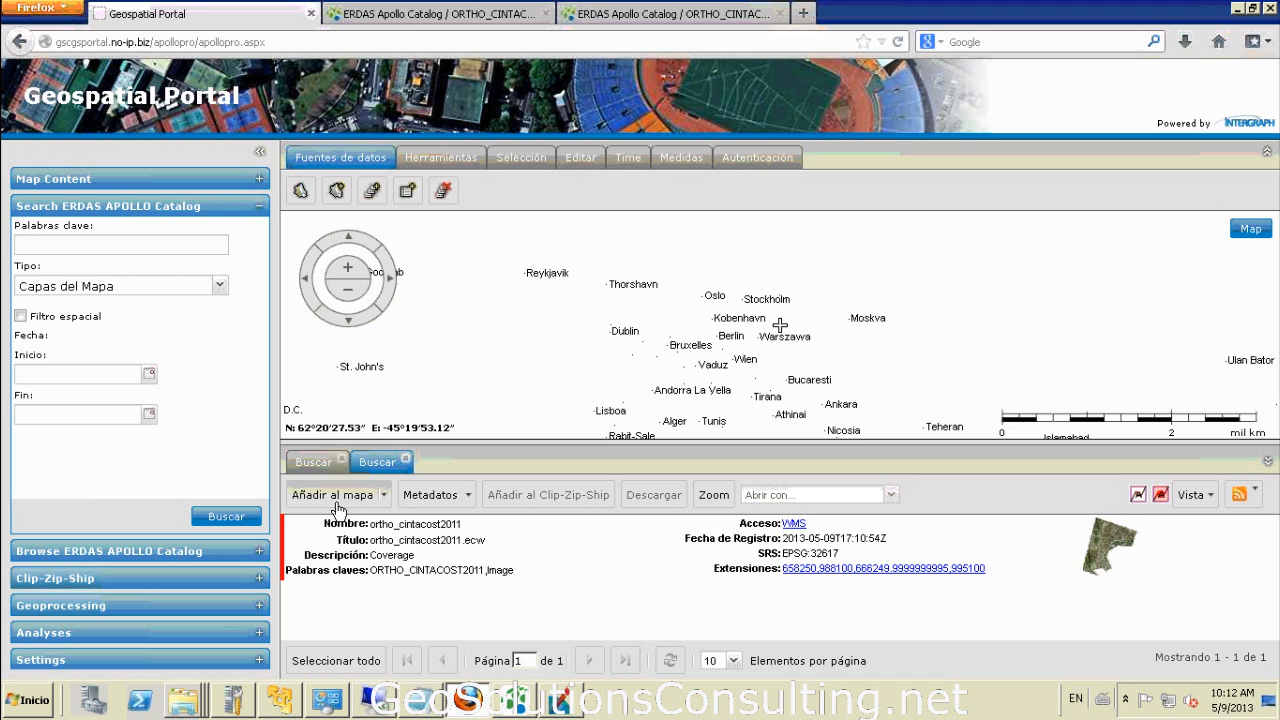 Firefox
Geospatial Portal
ERDAS Apollo Catalog / ORTHO_CINTAC...
ERDAS Apollo Catalog / ORTHO_CINTAC...
gscgsportal.no-ip.biz/apollopro/apollopro.aspx
Google
Geospatial Portal
Powered by INTERGRAPH
Map Content
Search ERDAS APOLLO Catalog
Palabras clave:
Tipo:
Capas del Mapa
Filtro espacial
Fecha:
Inicio:
Fin:
Buscar
Browse ERDAS APOLLO Catalog
Clip-Zip-Ship
Geoprocessing
Analyses
Settings
Fuentes de datos
Herramientas
Selección
Editar
Time
Medidas
Autenticación
Map
Reykjavik
Thorshavn
Oslo
Stockholm
Kobenhavn
Moskva
Dublin
Berlin
Warszawa
Bruxelles
Wien
Ulan Bator
St. John's
Vaduz
Bucaresti
Andorra La Vella
Tirana
Ankara
D.C.
Lisboa
Athinai
Alger
Tunis
Teheran
N: 62°20'27.53" E: -45°19'53.12"
Rabit-Sale
Nicosia
Islamabad
0 2 mil km
Buscar
Buscar
Añadir al mapa
Metadatos
Añadir al Clip-Zip-Ship
Descargar
Zoom
Abrir con...
Vista
Nombre: ortho_cintacost2011
Título: ortho_cintacost2011.ecw
Descripción: Coverage
Palabras claves: ORTHO_CINTACOST2011,Image
Acceso: WMS
Fecha de Registro: 2013-05-09T17:10:54Z
SRS: EPSG:32617
Extensiones: 658250,988100,666249.9999999995,995100
Seleccionar todo
Página 1 de 1
10 Elementos por página
Mostrando 1 - 1 de 1
Inicio
GeoSolutionsConsulting.net
EN
10:12 AM
5/9/2013